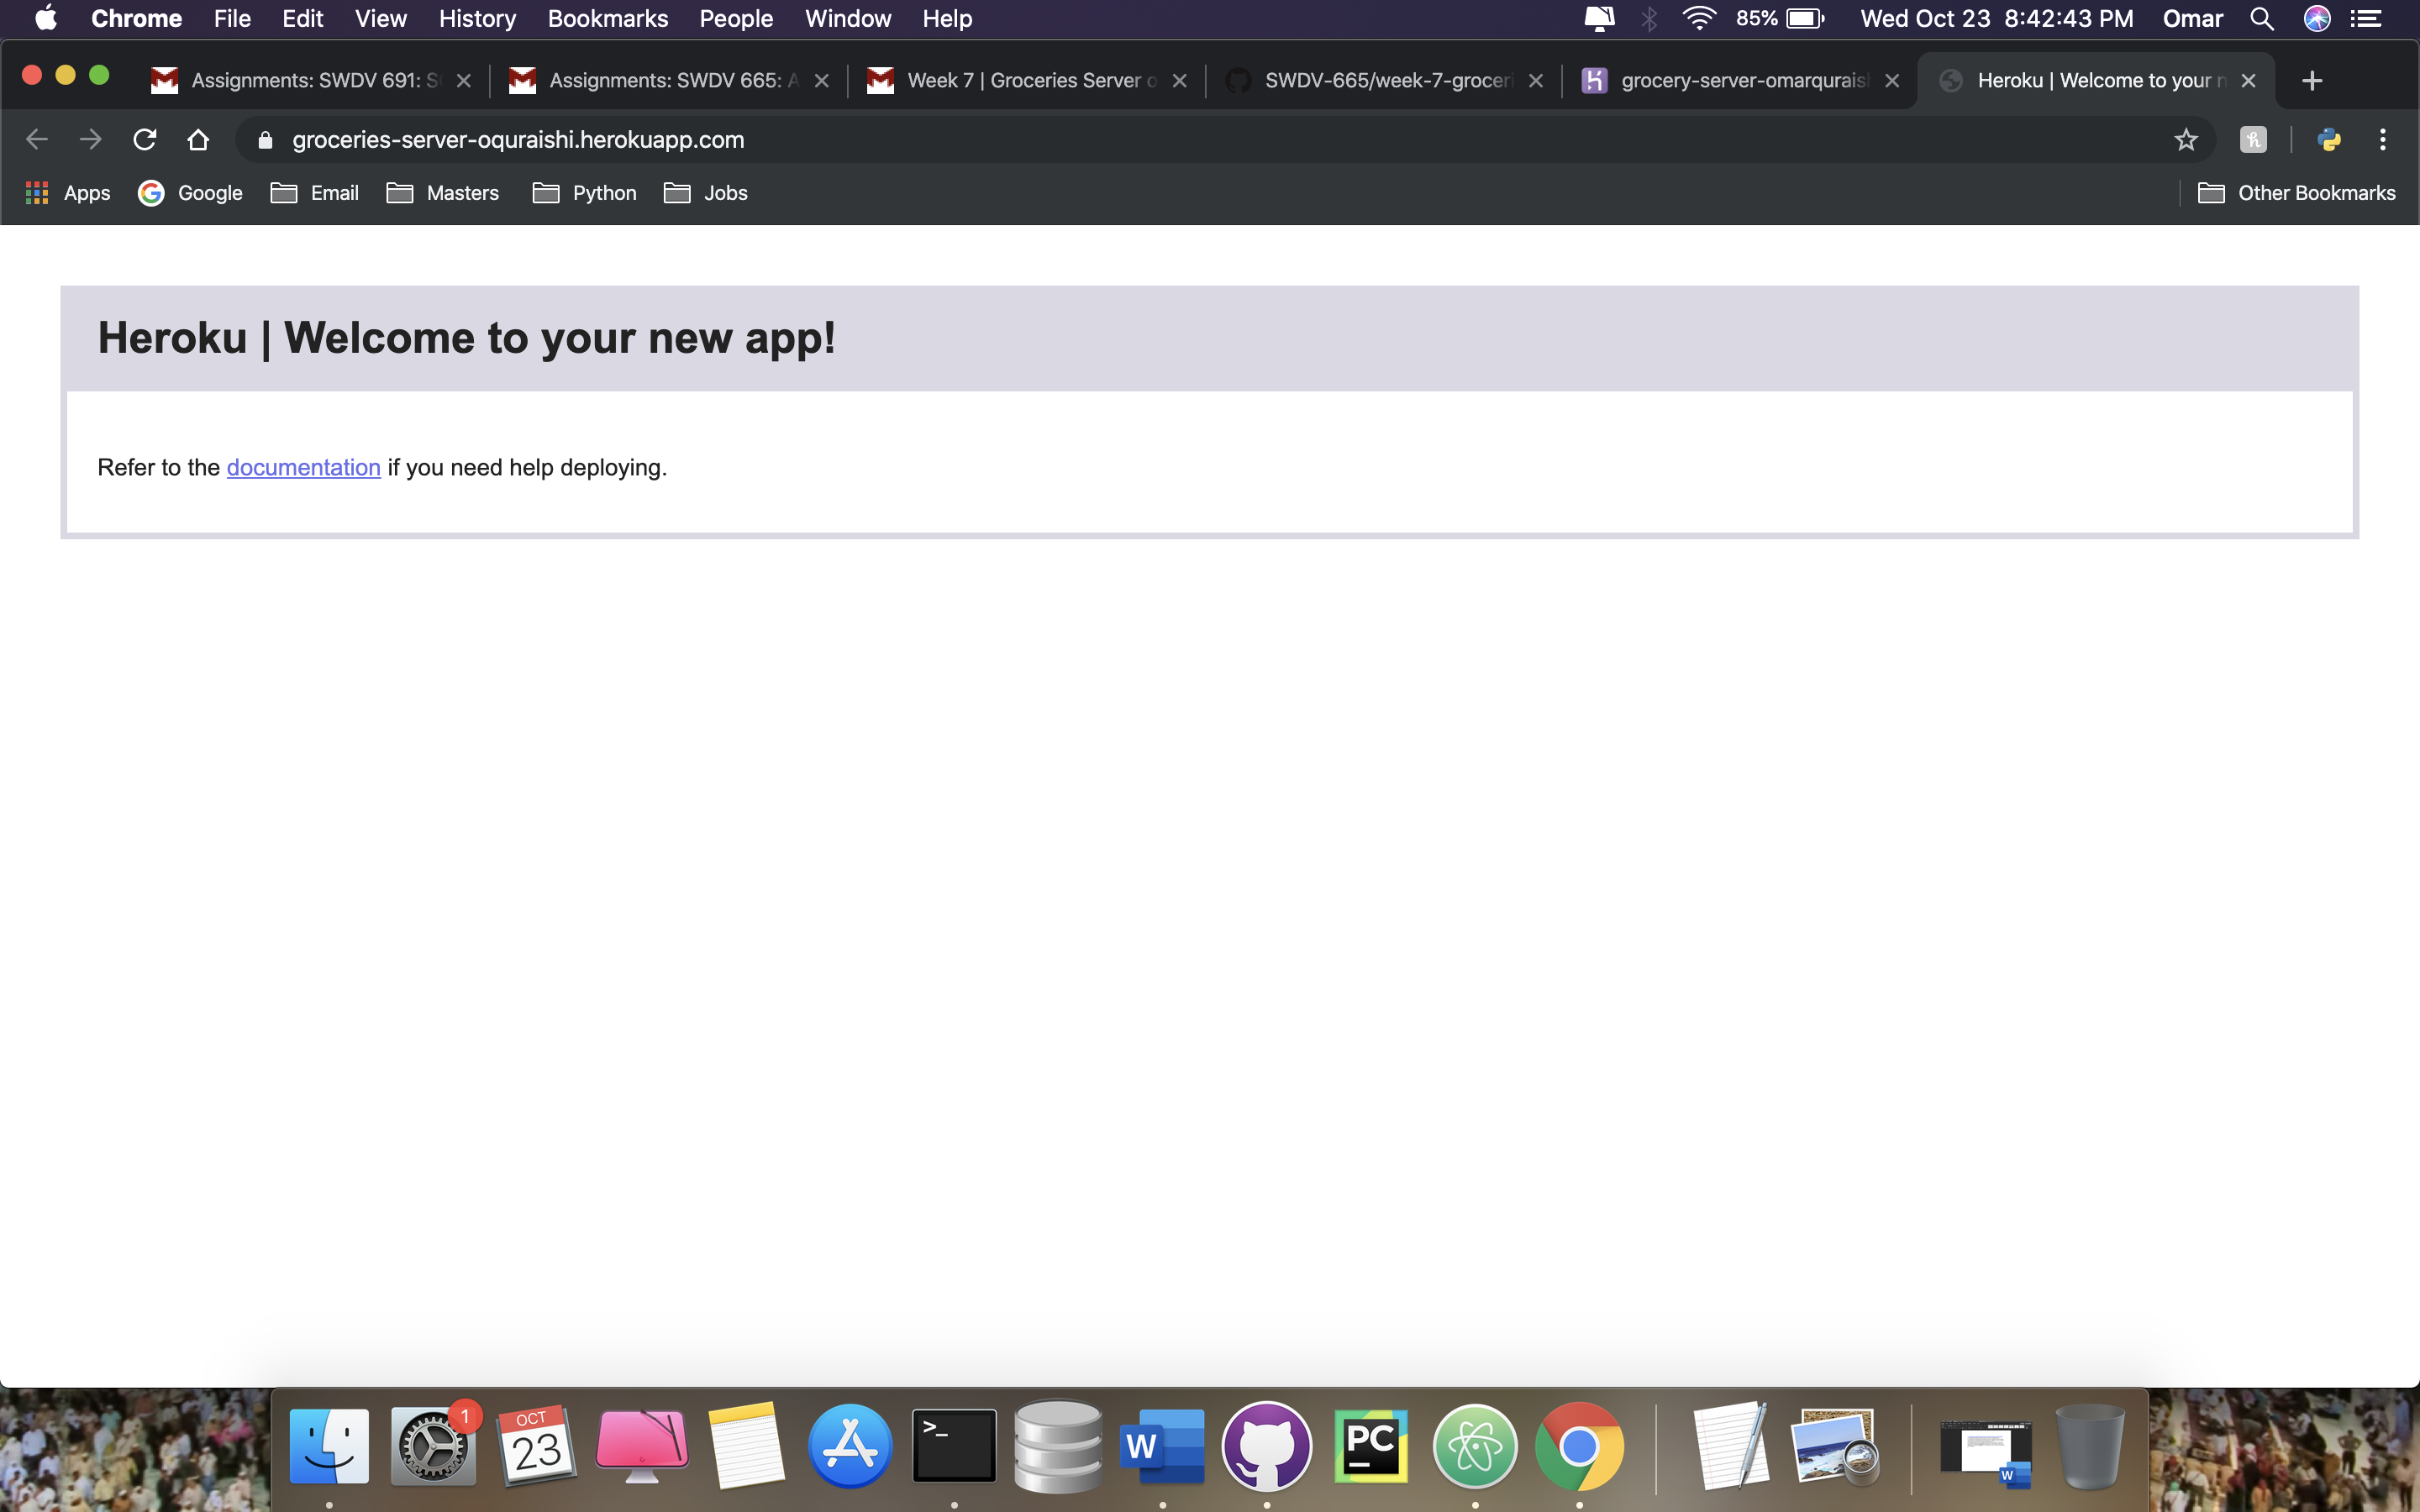 Chrome File Edit View History Bookmarks People Window Help 85% Wed Oct 23 8:42:43 PM Omar
Assignments: SWDV 691: S Assignments: SWDV 665: A Week 7 | Groceries Server o SWDV-665/week-7-groceri grocery-server-omarquraish Heroku | Welcome to your n
groceries-server-oquraishi.herokuapp.com
Apps Google Email Masters Python Jobs Other Bookmarks
Heroku | Welcome to your new app!
Refer to the documentation if you need help deploying.
1
OCT
23
>_
W
PC
W